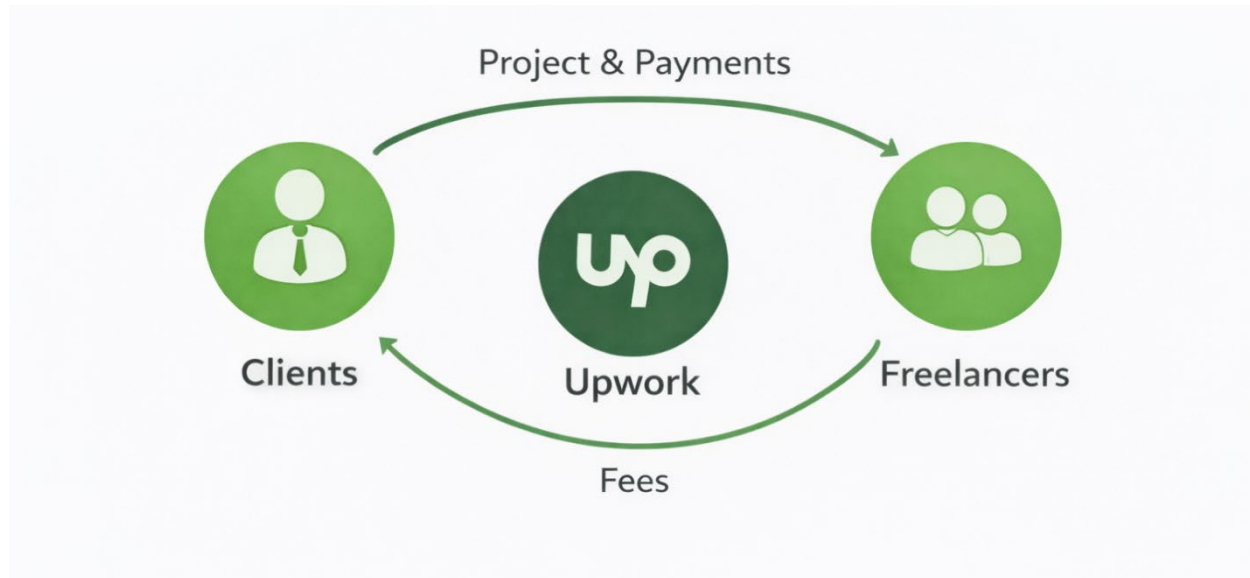 Project & Payments
up
Clients
Upwork
Freelancers
Fees